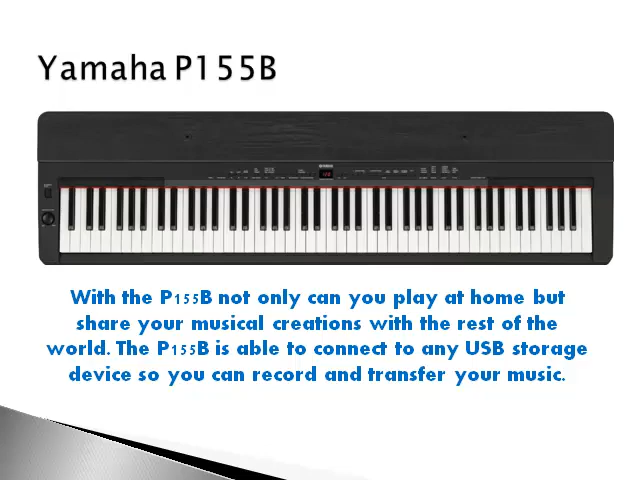 Yamaha P155B
With the P155B not only can you play at home but
share your musical creations with the rest of the
world. The P155B is able to connect to any USB storage
device so you can record and transfer your music.